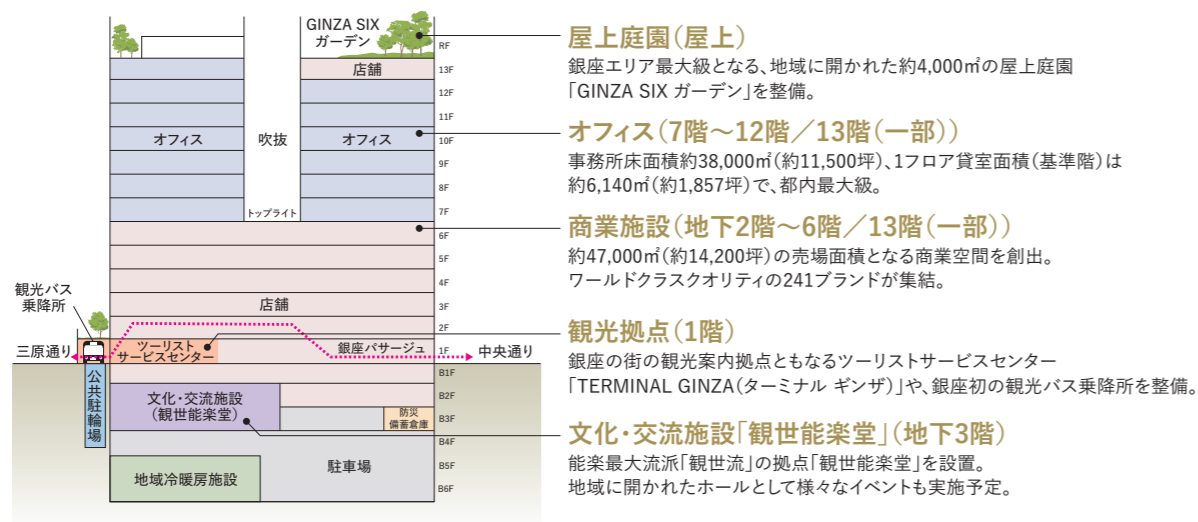 GINZA SIX
ガーデン
店舗
オフィス
吹抜
オフィス
トップライト
店舗
観光バス
乗降所
三原通り
ツーリスト
サービスセンター
銀座パサージュ
中央通り
公共駐輪場
文化・交流施設
（観世能楽堂）
防災
備蓄倉庫
駐車場
地域冷暖房施設
RF
13F
12F
11F
10F
9F
8F
7F
6F
5F
4F
3F
2F
1F
B1F
B2F
B3F
B4F
B5F
B6F
屋上庭園（屋上）
銀座エリア最大級となる、地域に開かれた約4,000㎡の屋上庭園
「GINZA SIX ガーデン」を整備。
オフィス（7階〜12階／13階（一部））
事務所床面積約38,000㎡（約11,500坪）、1フロア貸室面積（基準階）は
約6,140㎡（約1,857坪）で、都内最大級。
商業施設（地下2階〜6階／13階（一部））
約47,000㎡（約14,200坪）の売場面積となる商業空間を創出。
ワールドクラスクオリティの241ブランドが集結。
観光拠点（1階）
銀座の街の観光案内拠点ともなるツーリストサービスセンター
「TERMINAL GINZA（ターミナル ギンザ）」や、銀座初の観光バス乗降所を整備。
文化・交流施設「観世能楽堂」（地下3階）
能楽最大流派「観世流」の拠点「観世能楽堂」を設置。
地域に開かれたホールとして様々なイベントも実施予定。